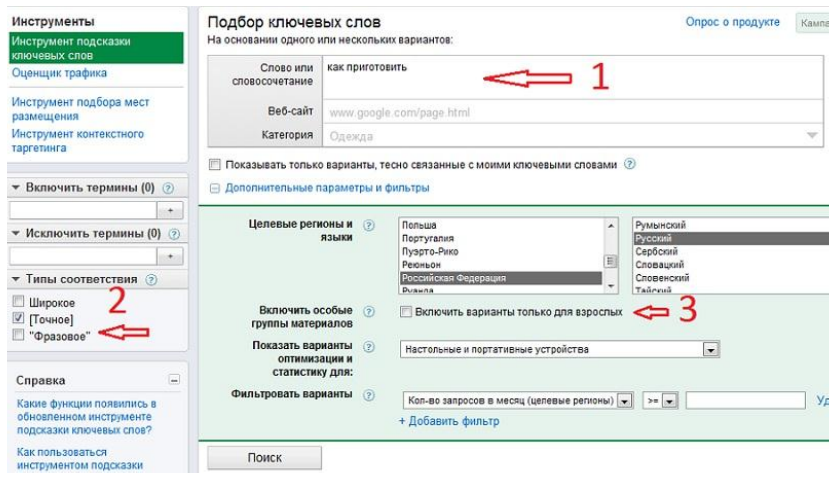 Инструменты
Инструмент подсказки
ключевых слов
Оценщик трафика
Инструмент подбора мест
размещения
Инструмент контекстного
таргетинга
Включить термины (0) ?
+
Исключить термины (0) ?
+
Типы соответствия ?
2
Широкое
[Точное]
"Фразовое"
Справка
Какие функции появились в
обновленном инструменте
подсказки ключевых слов?
Как пользоваться
инструментом подсказки
Подбор ключевых слов
Опрос о продукте
Кампа
На основании одного или нескольких вариантов:
Слово или
словосочетание
как приготовить
1
Веб-сайт
www.google.com/page.html
Категория
Одежда
Показывать только варианты, тесно связанные с моими ключевыми словами ?
Дополнительные параметры и фильтры
Целевые регионы и
языки
?
Польша
Португалия
Пуэрто-Рико
Реюньон
Российская Федерация
Руанда
Румынский
Русский
Сербский
Словацкий
Словенский
Тайский
Включить особые
группы материалов
?
Включить варианты только для взрослых
3
Показать варианты
оптимизации и
статистику для:
?
Настольные и портативные устройства
Фильтровать варианты ?
Кол-во запросов в месяц (целевые регионы)
>=
Уд
+ Добавить фильтр
Поиск